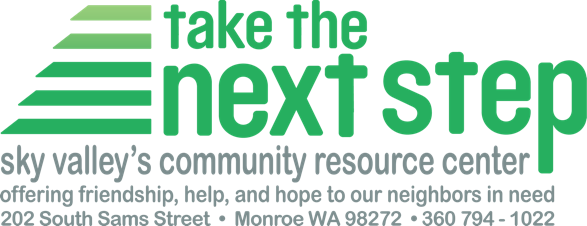 take the
next step
sky valley's community resource center
offering friendship, help, and hope to our neighbors in need
202 South Sams Street • Monroe WA 98272 • 360 794 - 1022